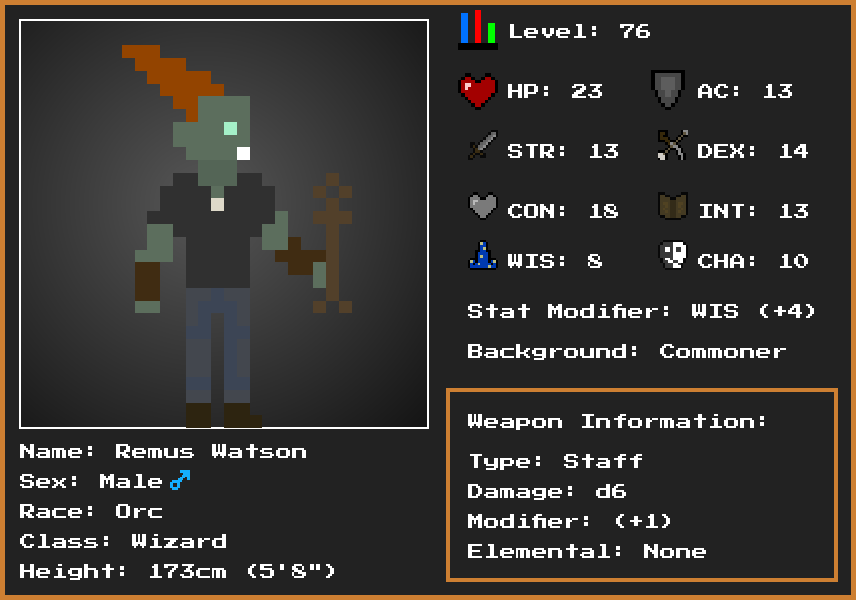 Level: 76
HP: 23 AC: 13
STR: 13 DEX: 14
CON: 18 INT: 13
WIS: 8 CHA: 10
Stat Modifier: WIS (+4)
Background: Commoner
Weapon Information:
Type: Staff
Damage: d6
Modifier: (+1)
Elemental: None
Name: Remus Watson
Sex: Male ♂
Race: Orc
Class: Wizard
Height: 173cm (5'8")